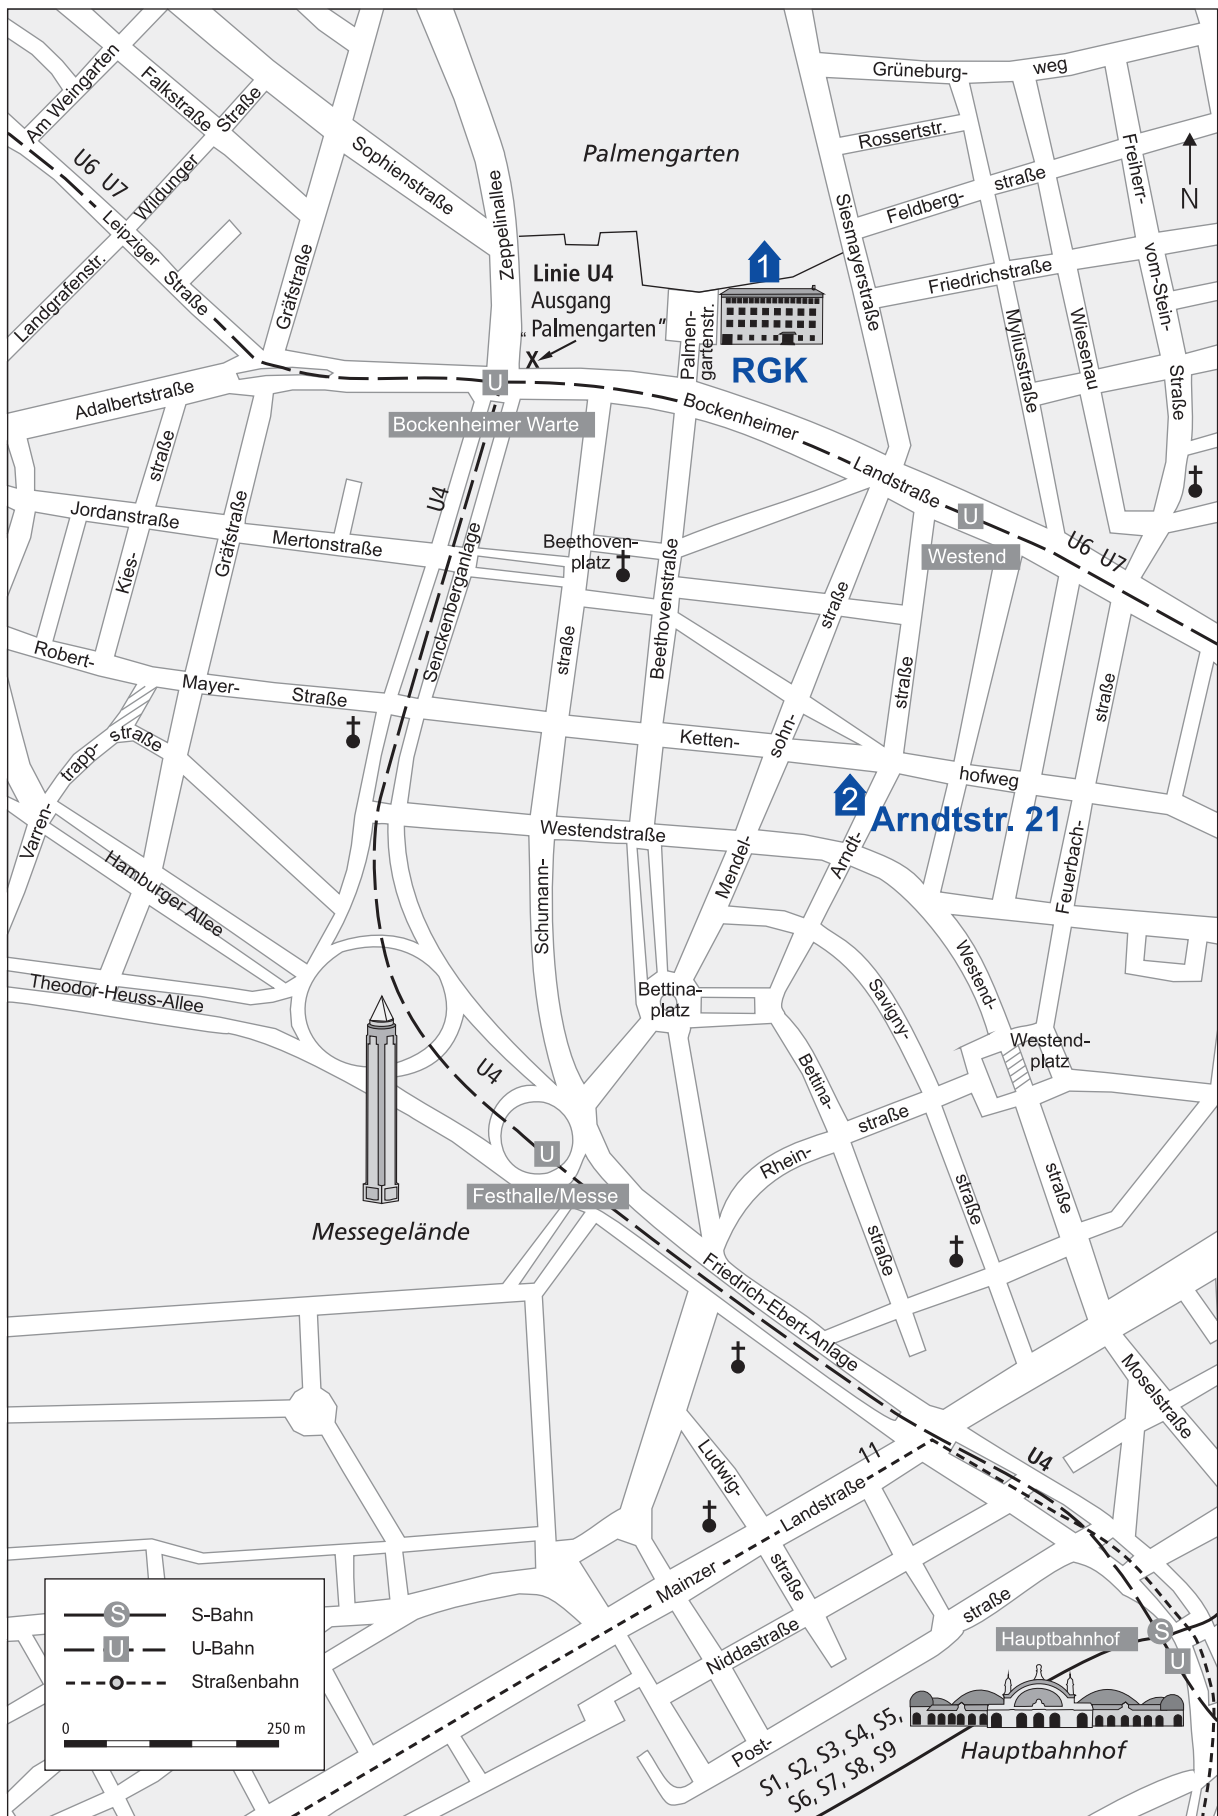 Grüneburg-
weg
Am Weingarten
Falkstraße
Wildunger
Straße
Sophienstraße
Rossertstr.
Freiherr-
vom-Stein-
Straße
Palmengarten
N
U6 U7
Zeppelinallee
Siesmayerstraße
Feldberg-
straße
Leipziger
Straße
Landgrafenstr.
Gräfstraße
Linie U4
Ausgang
„Palmengarten"
X
1
RGK
Palmen-
gartenstr.
Friedrichstraße
Myliusstraße
Wiesenau
Adalbertstraße
U
Bockenheimer Warte
Bockenheimer
Landstraße
U
Westend
U6 U7
Kies-
straße
Jordanstraße
Gräfstraße
Mertonstraße
U4
Senckenberganlage
Beethoven-
platz
Beethovenstraße
Robert-
Mayer-
Straße
Schumann-
straße
Ketten-
hofweg
Mendel-
sohn-
straße
Arndt-
straße
2
Arndtstr. 21
Feuerbach-
straße
Varren-
trapp-
straße
Hamburger Allee
Theodor-Heuss-Allee
Westendstraße
Bettina-
platz
Savigny-
straße
Westend-
straße
Westend-
platz
Bettina-
straße
Rhein-
straße
U4
U
Festhalle/Messe
Messegelände
Friedrich-Ebert-Anlage
Moselstraße
Ludwig-
straße
11
U4
Mainzer
Landstraße
Niddastraße
Post-
straße
Hauptbahnhof
S
U
Hauptbahnhof
S1, S2, S3, S4, S5,
S6, S7, S8, S9
S
S-Bahn
U
U-Bahn
Straßenbahn
0
250 m